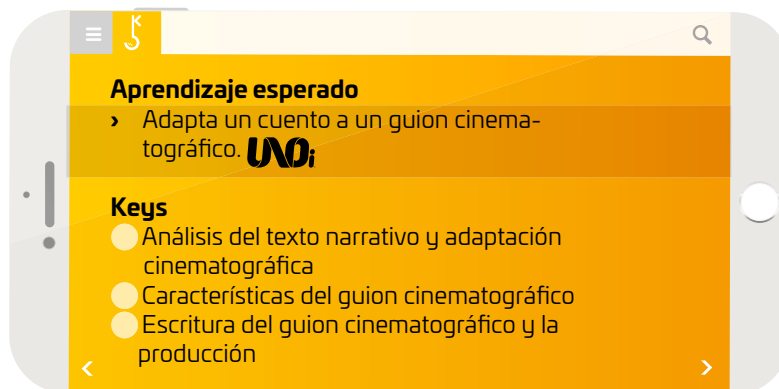 Aprendizaje esperado
› Adapta un cuento a un guion cinema-
tográfico. UNOi
Keys
Análisis del texto narrativo y adaptación
cinematográfica
Características del guion cinematográfico
Escritura del guion cinematográfico y la
producción